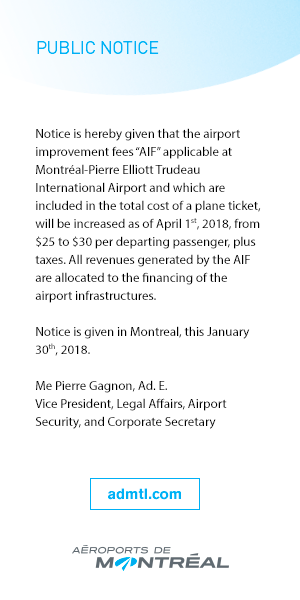 PUBLIC NOTICE
Notice is hereby given that the airport
improvement fees “AIF” applicable at
Montréal-Pierre Elliott Trudeau
International Airport and which are
included in the total cost of a plane ticket,
will be increased as of April 1st, 2018, from
$25 to $30 per departing passenger, plus
taxes. All revenues generated by the AIF
are allocated to the financing of the
airport infrastructures.
Notice is given in Montreal, this January
30th, 2018.
Me Pierre Gagnon, Ad. E.
Vice President, Legal Affairs, Airport
Security, and Corporate Secretary
admtl.com
AÉROPORTS DE
MONTRÉAL